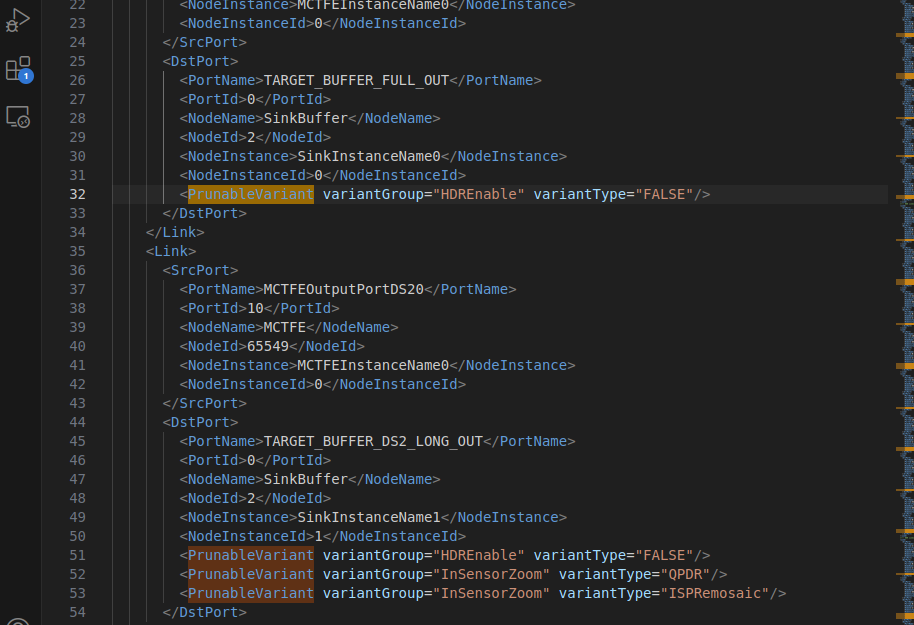 22 <NodeInstance>MCTFEInstanceName0</NodeInstance>
23 <NodeInstanceId>0</NodeInstanceId>
24 </SrcPort>
25 <DstPort>
26 <PortName>TARGET_BUFFER_FULL_OUT</PortName>
27 <PortId>0</PortId>
28 <NodeName>SinkBuffer</NodeName>
29 <NodeId>2</NodeId>
30 <NodeInstance>SinkInstanceName0</NodeInstance>
31 <NodeInstanceId>0</NodeInstanceId>
32 <PrunableVariant variantGroup="HDREnable" variantType="FALSE"/>
33 </DstPort>
34 </Link>
35 <Link>
36 <SrcPort>
37 <PortName>MCTFEOutputPortDS20</PortName>
38 <PortId>10</PortId>
39 <NodeName>MCTFE</NodeName>
40 <NodeId>65549</NodeId>
41 <NodeInstance>MCTFEInstanceName0</NodeInstance>
42 <NodeInstanceId>0</NodeInstanceId>
43 </SrcPort>
44 <DstPort>
45 <PortName>TARGET_BUFFER_DS2_LONG_OUT</PortName>
46 <PortId>0</PortId>
47 <NodeName>SinkBuffer</NodeName>
48 <NodeId>2</NodeId>
49 <NodeInstance>SinkInstanceName1</NodeInstance>
50 <NodeInstanceId>1</NodeInstanceId>
51 <PrunableVariant variantGroup="HDREnable" variantType="FALSE"/>
52 <PrunableVariant variantGroup="InSensorZoom" variantType="QPDR"/>
53 <PrunableVariant variantGroup="InSensorZoom" variantType="ISPRemosaic"/>
54 </DstPort>
1